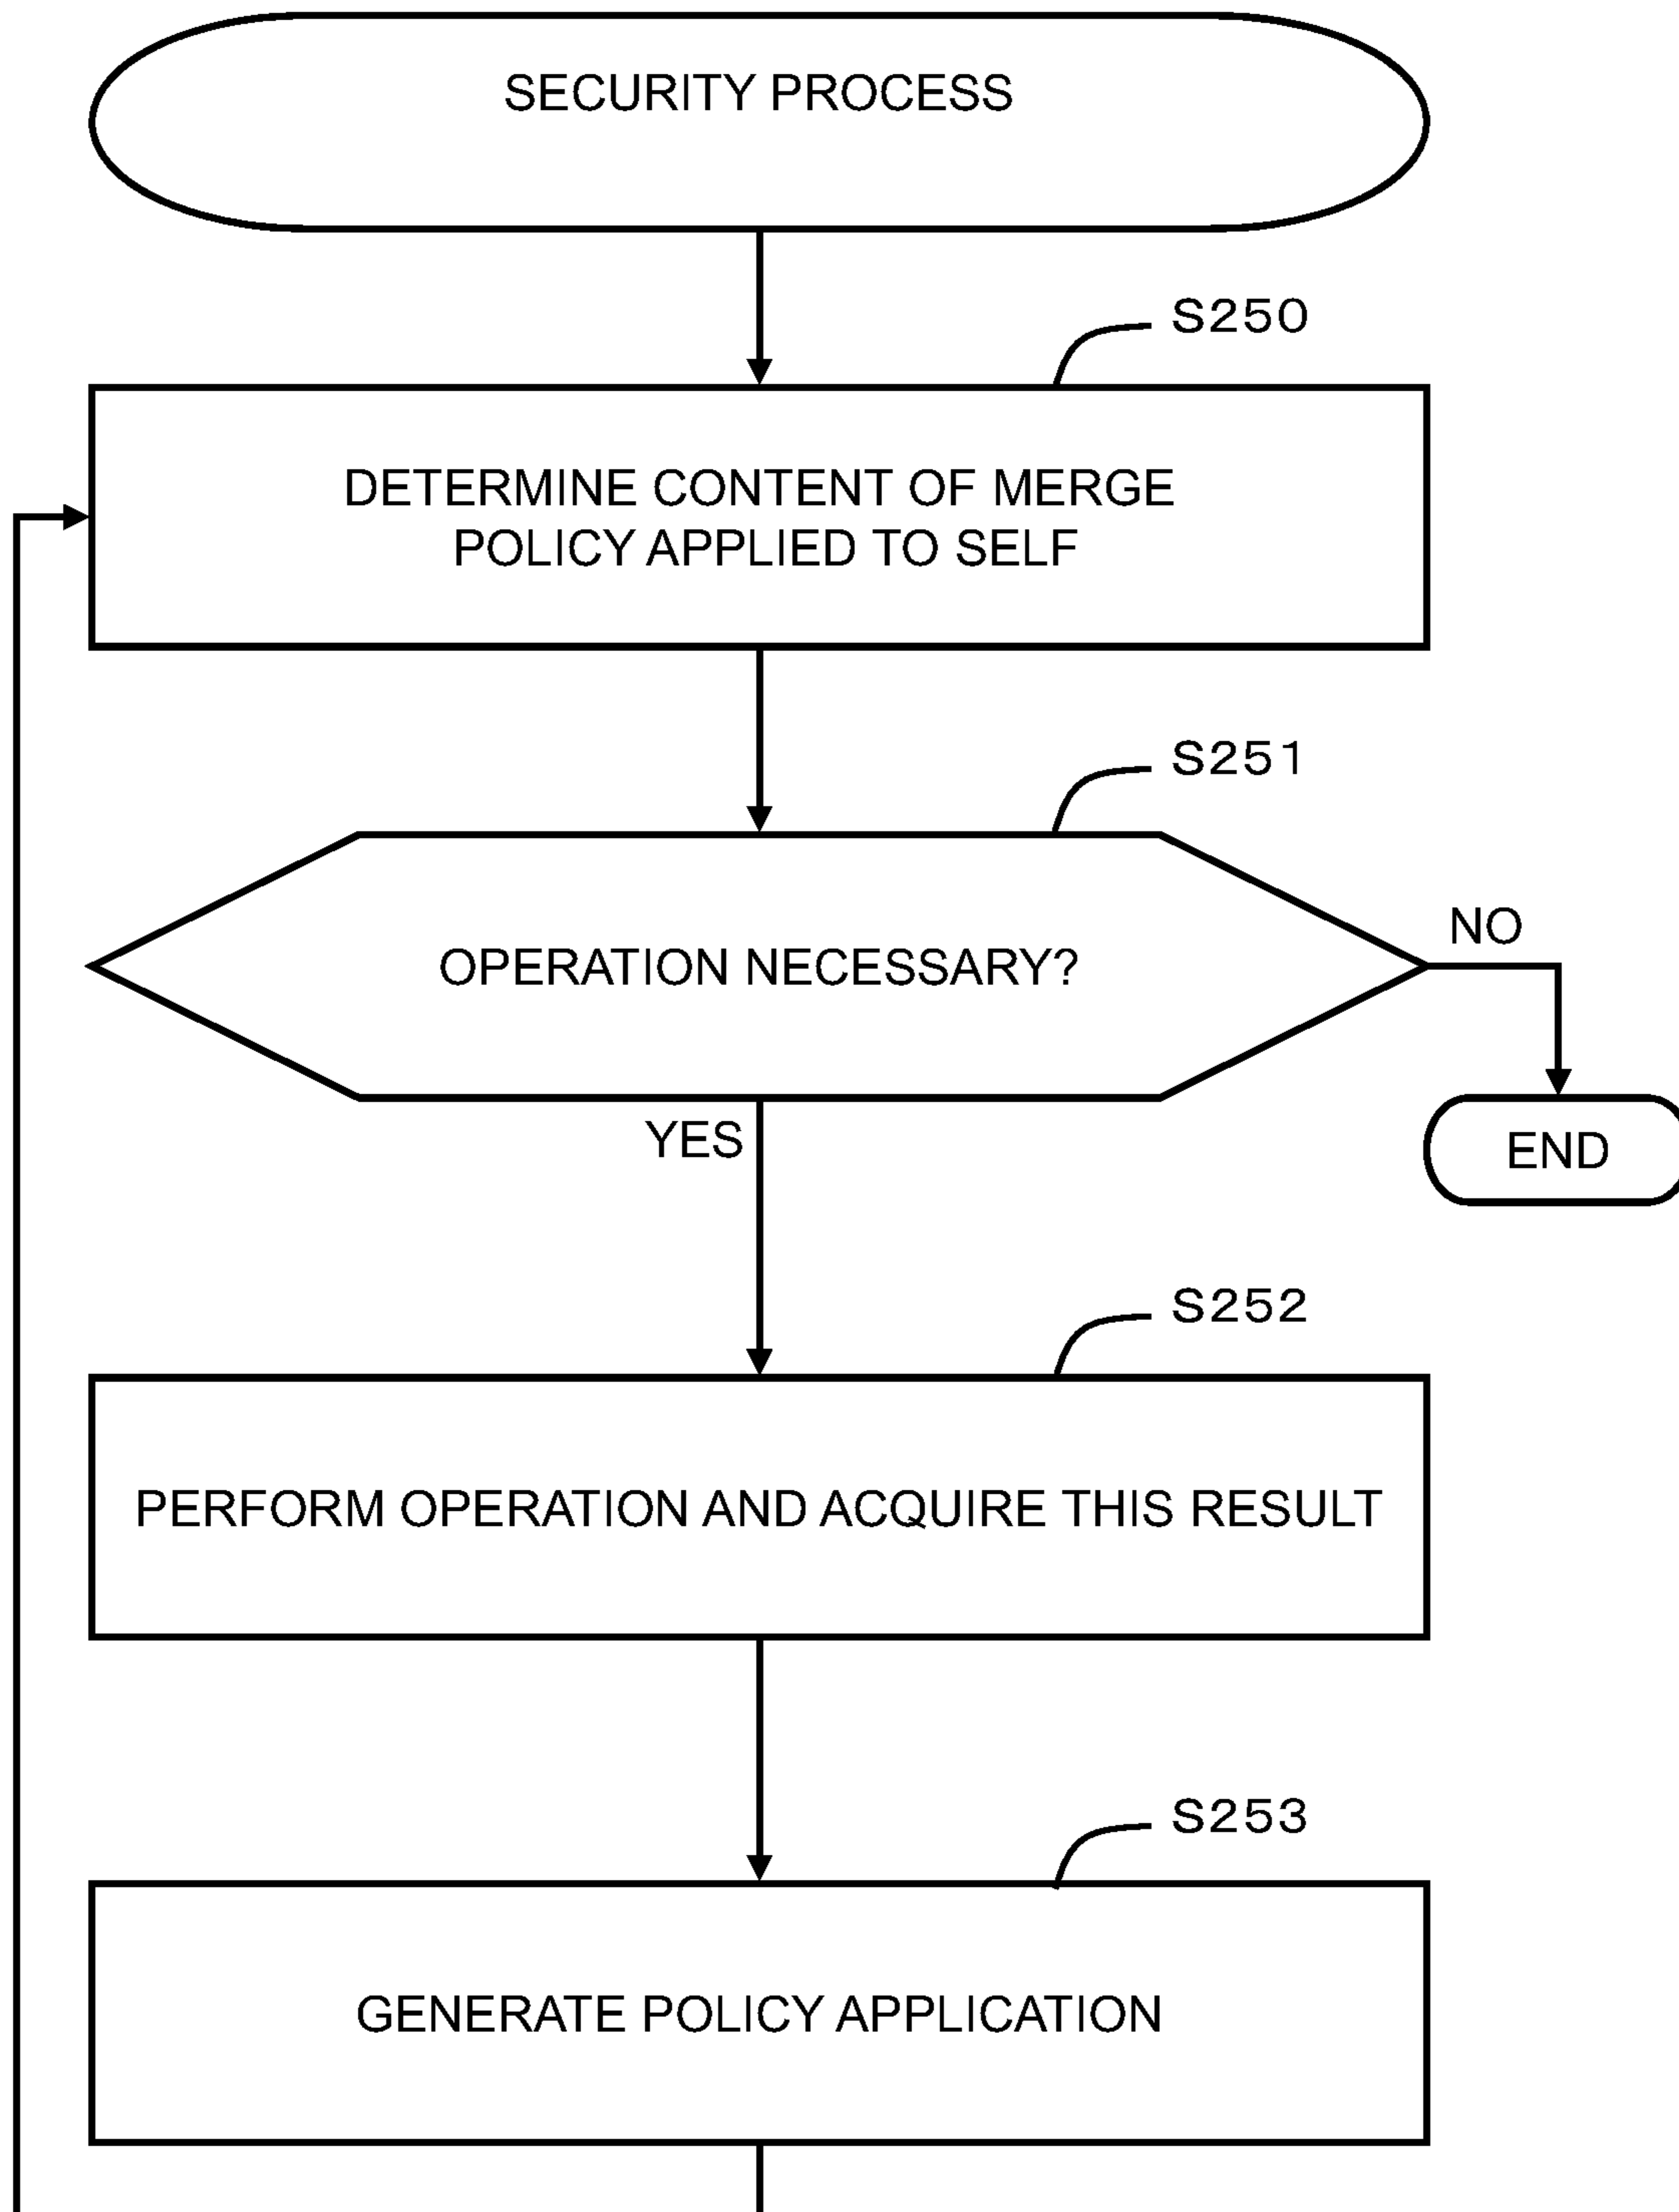 SECURITY PROCESS
S250
DETERMINE CONTENT OF MERGE
POLICY APPLIED TO SELF
S251
OPERATION NECESSARY?
NO
YES
END
S252
PERFORM OPERATION AND ACQUIRE THIS RESULT
S253
GENERATE POLICY APPLICATION